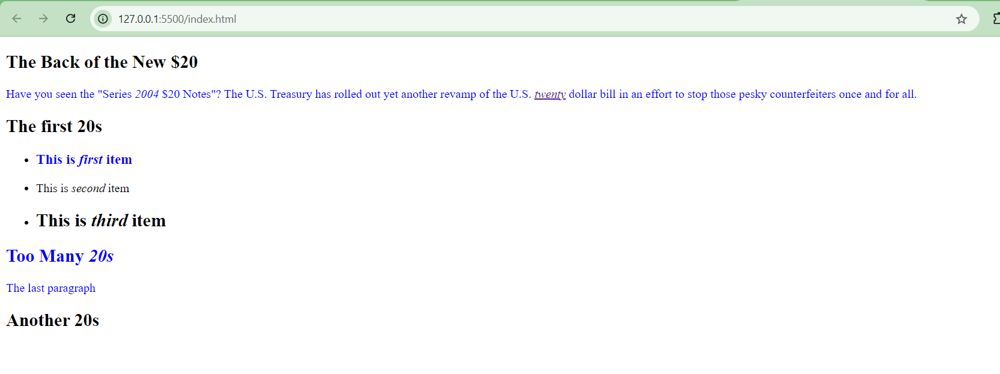 127.0.0.1:5500/index.html
The Back of the New $20
Have you seen the "Series 2004 $20 Notes"? The U.S. Treasury has rolled out yet another revamp of the U.S. twenty dollar bill in an effort to stop those pesky counterfeiters once and for all.
The first 20s
• This is first item
• This is second item
• This is third item
Too Many 20s
The last paragraph
Another 20s